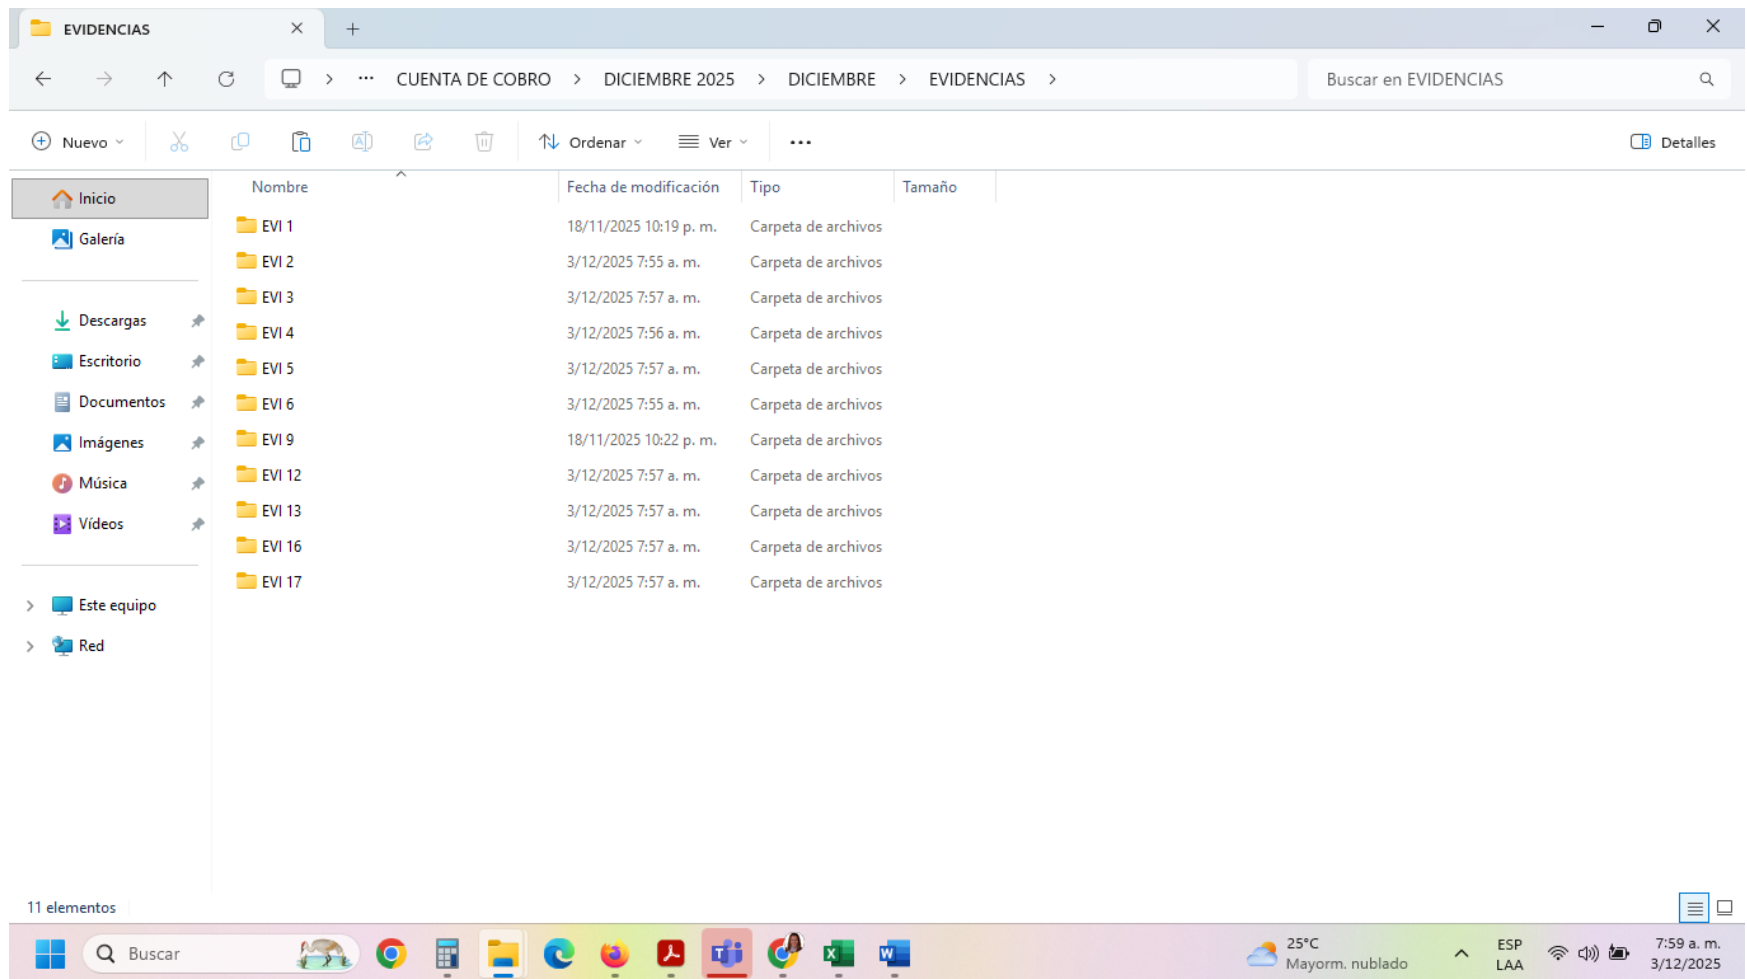 EVIDENCIAS
CUENTA DE COBRO > DICIEMBRE 2025 > DICIEMBRE > EVIDENCIAS >
Buscar en EVIDENCIAS
Nuevo
Ordenar
Ver
Detalles
Inicio
Galería
Descargas
Escritorio
Documentos
Imágenes
Música
Vídeos
Este equipo
Red
Nombre Fecha de modificación Tipo Tamaño
EVI 1 18/11/2025 10:19 p. m. Carpeta de archivos
EVI 2 3/12/2025 7:55 a. m. Carpeta de archivos
EVI 3 3/12/2025 7:57 a. m. Carpeta de archivos
EVI 4 3/12/2025 7:56 a. m. Carpeta de archivos
EVI 5 3/12/2025 7:57 a. m. Carpeta de archivos
EVI 6 3/12/2025 7:55 a. m. Carpeta de archivos
EVI 9 18/11/2025 10:22 p. m. Carpeta de archivos
EVI 12 3/12/2025 7:57 a. m. Carpeta de archivos
EVI 13 3/12/2025 7:57 a. m. Carpeta de archivos
EVI 16 3/12/2025 7:57 a. m. Carpeta de archivos
EVI 17 3/12/2025 7:57 a. m. Carpeta de archivos
11 elementos
Buscar
25°C
Mayorm. nublado
ESP
LAA
7:59 a. m.
3/12/2025